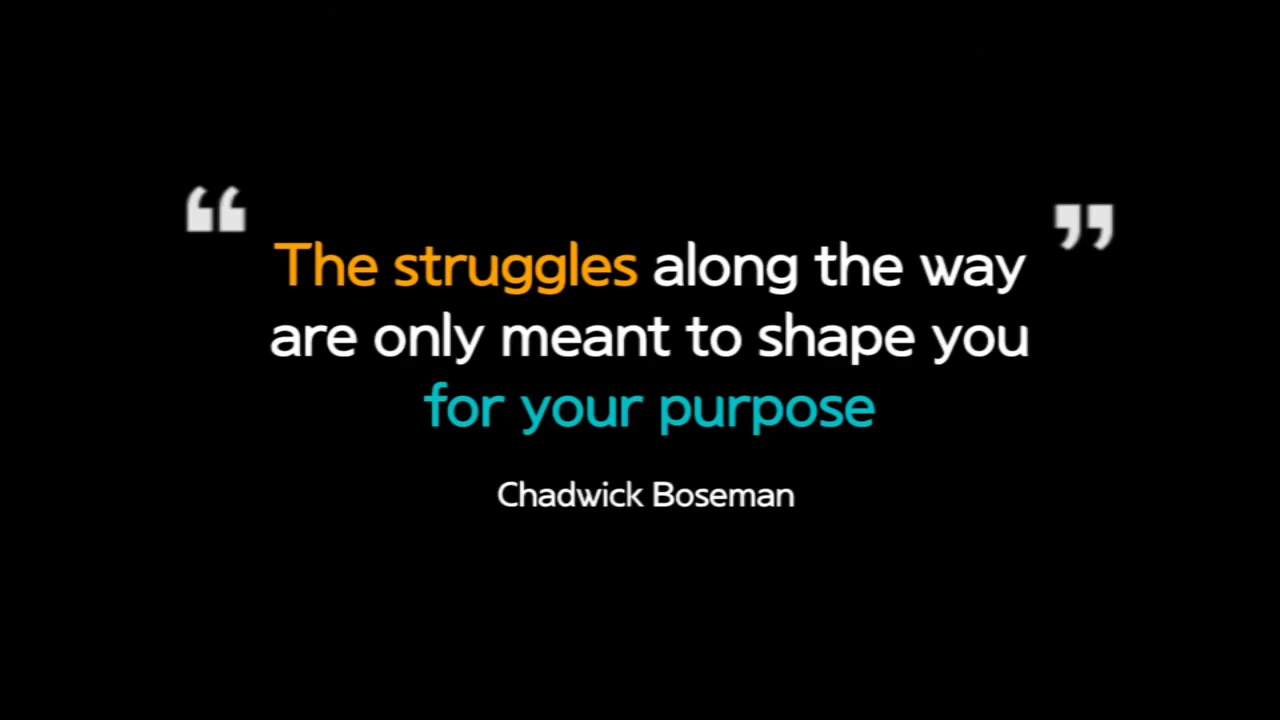 “ The struggles along the way ”
are only meant to shape you
for your purpose
Chadwick Boseman